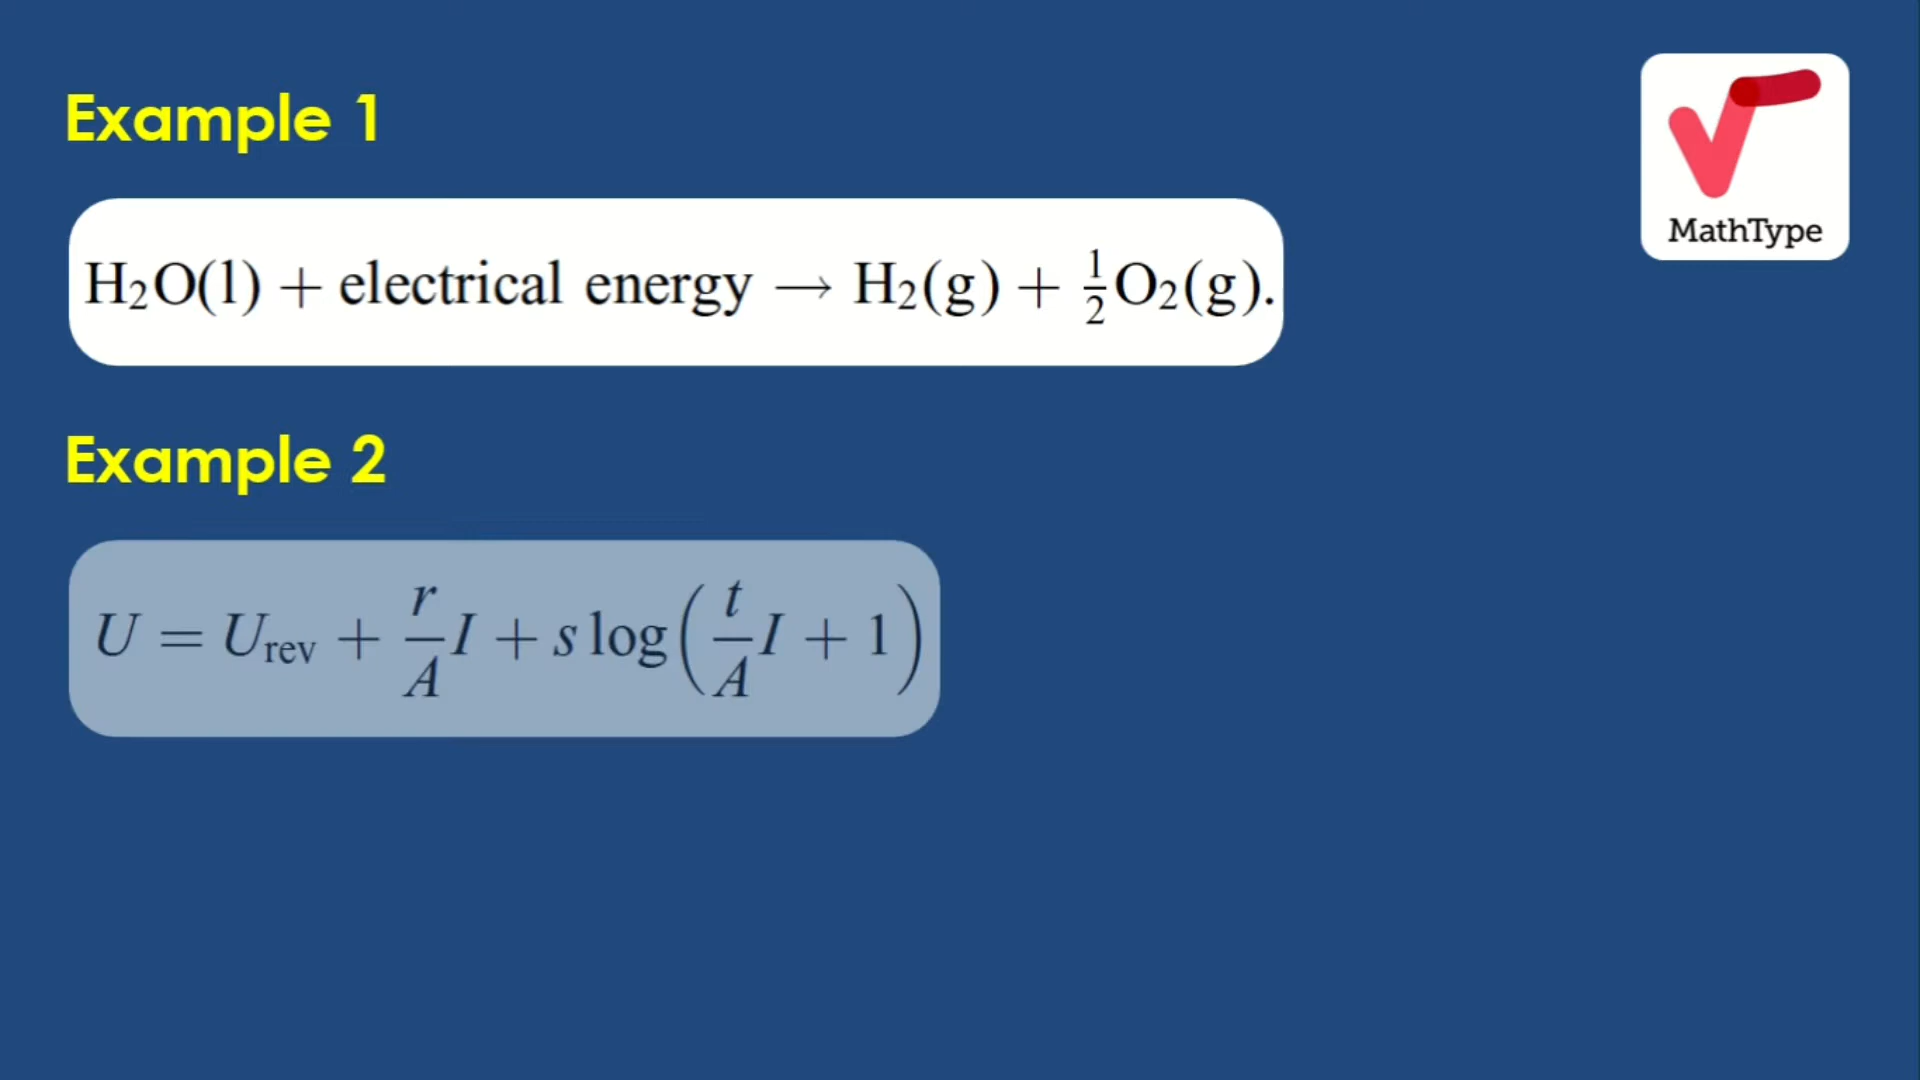 Example 1
MathType
H₂O(l) + electrical energy → H₂(g) + ½O₂(g).
Example 2
U = U_rev + r/A I + s log(t/A I + 1)